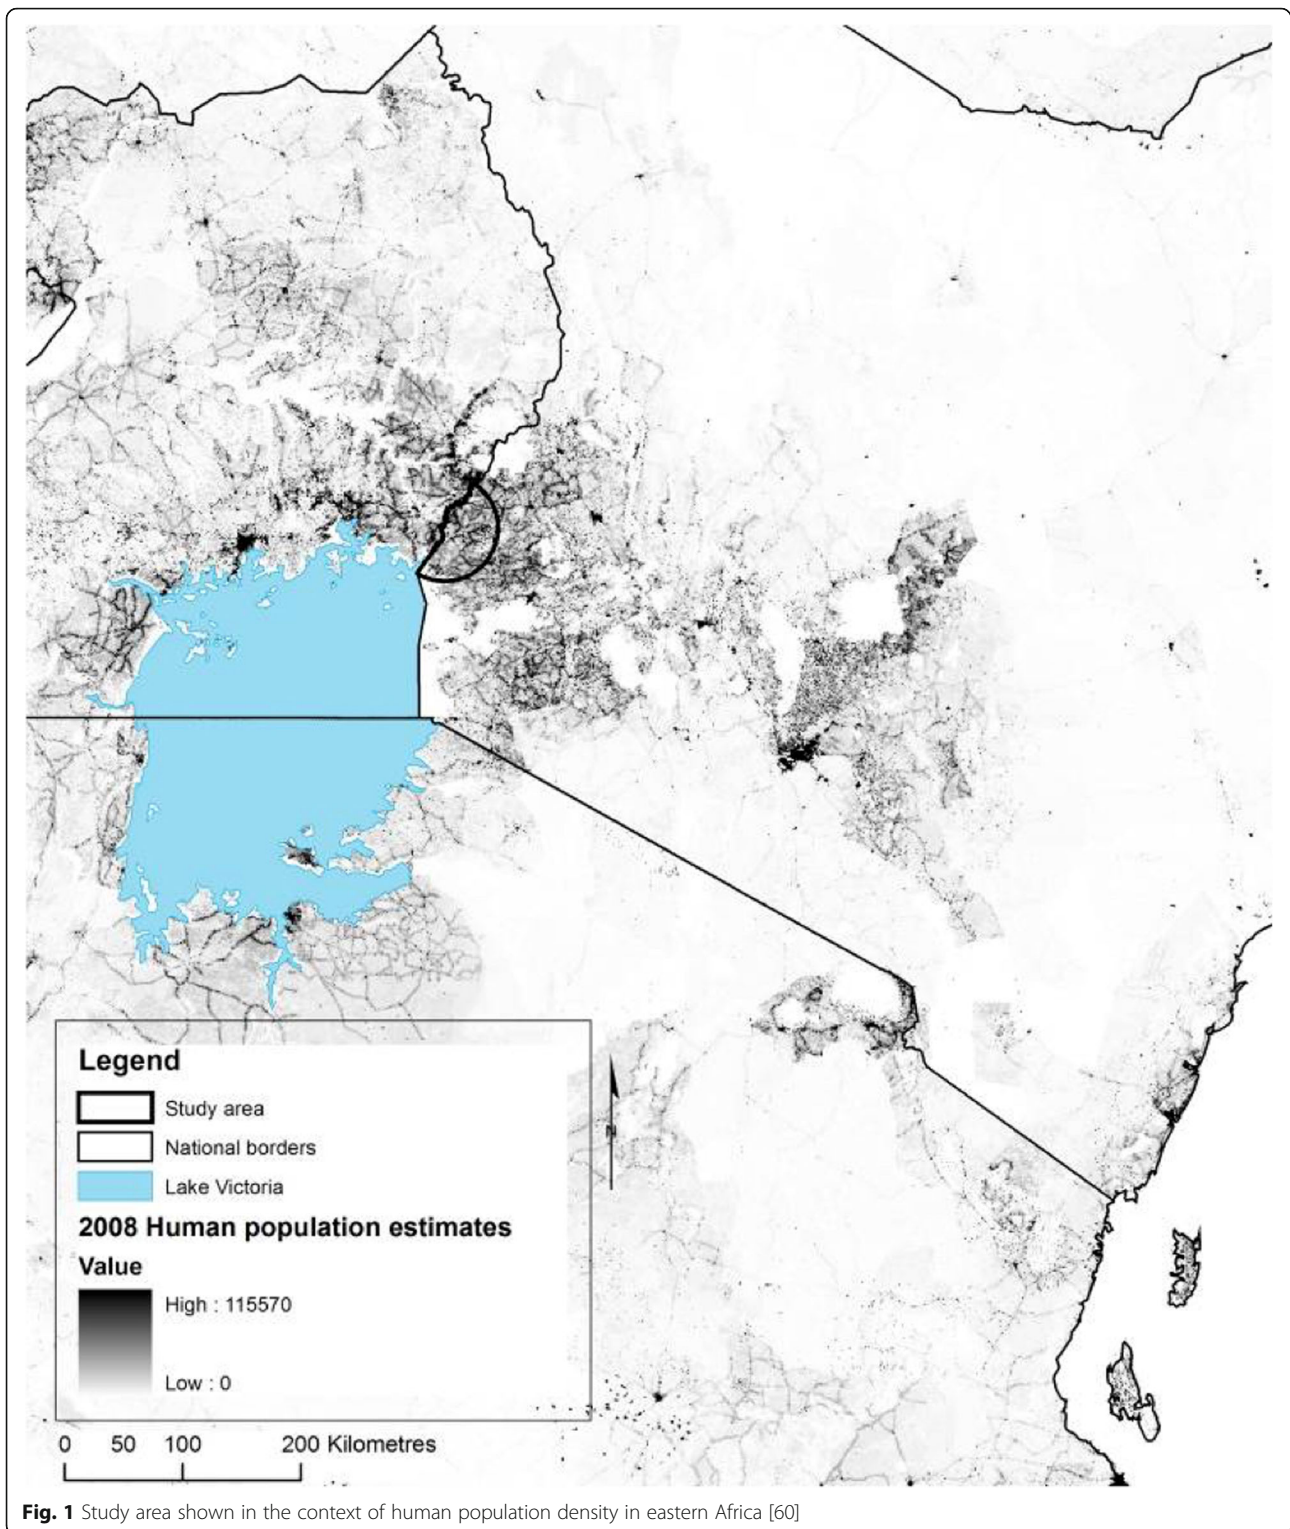 Legend
Study area
National borders
Lake Victoria
2008 Human population estimates
Value
High : 115570
Low : 0
N
0 50 100 200 Kilometres
Fig. 1 Study area shown in the context of human population density in eastern Africa [60]